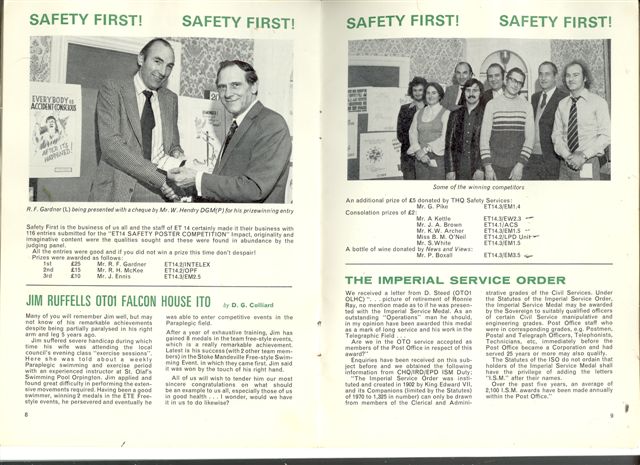 SAFETY FIRST! SAFETY FIRST!
EVERYBODY IS
ACCIDENT-CONSCIOUS
AFTER IT'S
HAPPENED!
R. F. Gardner (L) being presented with a cheque by Mr. W. Hendry DGM(P) for his prizewinning entry
Safety First is the business of us all and the staff of ET 14 certainly made it their business with
116 entries submitted for the "ET14 SAFETY POSTER COMPETITION" Impact, originality and
imaginative content were the qualities sought and these were found in abundance by the
judging panel.
All the entries were good and if you did not win a prize this time don't despair!
Prizes were awarded as follows:
1st £25 Mr. R. F. Gardner ET14.2/INTELEX
2nd £15 Mr. R. H. McKee ET14.2/OPF
3rd £10 Mr. J. Ennis ET14.3/EM2.5
JIM RUFFELLS OTOI FALCON HOUSE ITO by D. G. Colliard
Many of you will remember Jim well, but may
not know of his remarkable achievements
despite being partially paralysed in his right
arm and leg 5 years ago.
Jim suffered severe handicap during which
time his wife was attending the local
council's evening class "exercise sessions".
Here she was told about a weekly
Paraplegic swimming and exercise period
with an experienced instructor at St. Olaf's
Swimming Pool Orpington. Jim applied and
found great difficulty in performing the exten-
sive movements required. Having been a good
swimmer, winning 2 medals in the ETE Free-
style events, he persevered and eventually he
was able to enter competitive events in the
Paraplegic field.
After a year of exhaustive training, Jim has
gained 8 medals in the team free-style events,
which is a really remarkable achievement.
Latest in his success (with 2 other team mem-
bers) in the Stoke Mandeville Free-style Swim-
ming Event, in which they came first, Jim said
it was won by the touch of his right hand.
All of us will wish to tender him our most
sincere congratulations on what should
be an example to us all, especially those of us
in good health . . . I wonder, would we have
it in us to do likewise?
8
SAFETY FIRST! SAFETY FIRST!
Some of the winning competitors
An additional prize of £5 donated by THQ Safety Services:
Mr. G. Pike ET14.3/EM1.4
Consolation prizes of £2:
Mr. A Kettle ET14.3/EW2.3
Mr. J. A. Brown ET14.1/ACS
Mr. K.W. Archer ET14.3/EM1.5
Miss B. M. O'Neil ET14.2/LPB Unit
Mr. S.White ET14.3/EM1.3
A bottle of wine donated by News and Views:
Mr. P. Boxall ET14.3/EM3.5
THE IMPERIAL SERVICE ORDER
We received a letter from D. Steed (OTO1
OLHC) ". . . picture of retirement of Ronnie
Ray, no mention made as to if he was presen-
ted with the Imperial Service Medal. As an
outstanding "Operations" man he should,
in my opinion have been awarded this medal
as a mark of long service and his work in the
Telegraphic Field . . .
Are we in the OTO service accepted as
members of the Post Office in respect of this
award?"
Enquiries have been received on this sub-
ject before and we obtained the following
information from CHQ/IRD/EPD ISM Duty:
"The Imperial Service Order was insti-
tuted and created in 1902 by King Edward VII,
and its Companions (limited by the Statutes
of 1970 to 1,325 in number) can only be drawn
from members of the Clerical and Admini-
strative grades of the Civil Services. Under
the Statutes of the Imperial Service Order,
the Imperial Service Medal may be awarded
by the Sovereign to suitably qualified officers
of certain Civil Service manipulative and
engineering grades. Post Office staff who
were in corresponding grades, e.g. Postmen,
Postal and Telegraph Officers, Telephonists,
Technicians, etc, immediately before the
Post Office became a Corporation and had
served 25 years or more may also qualify.
The Statutes of the ISO do not ordain that
holders of the Imperial Service Medal shall
have the privilege of adding the letters
"I.S.M." after their names.
Over the past five years, an average of
2,100 I.S.M. awards have been made annually
within the Post Office."
9